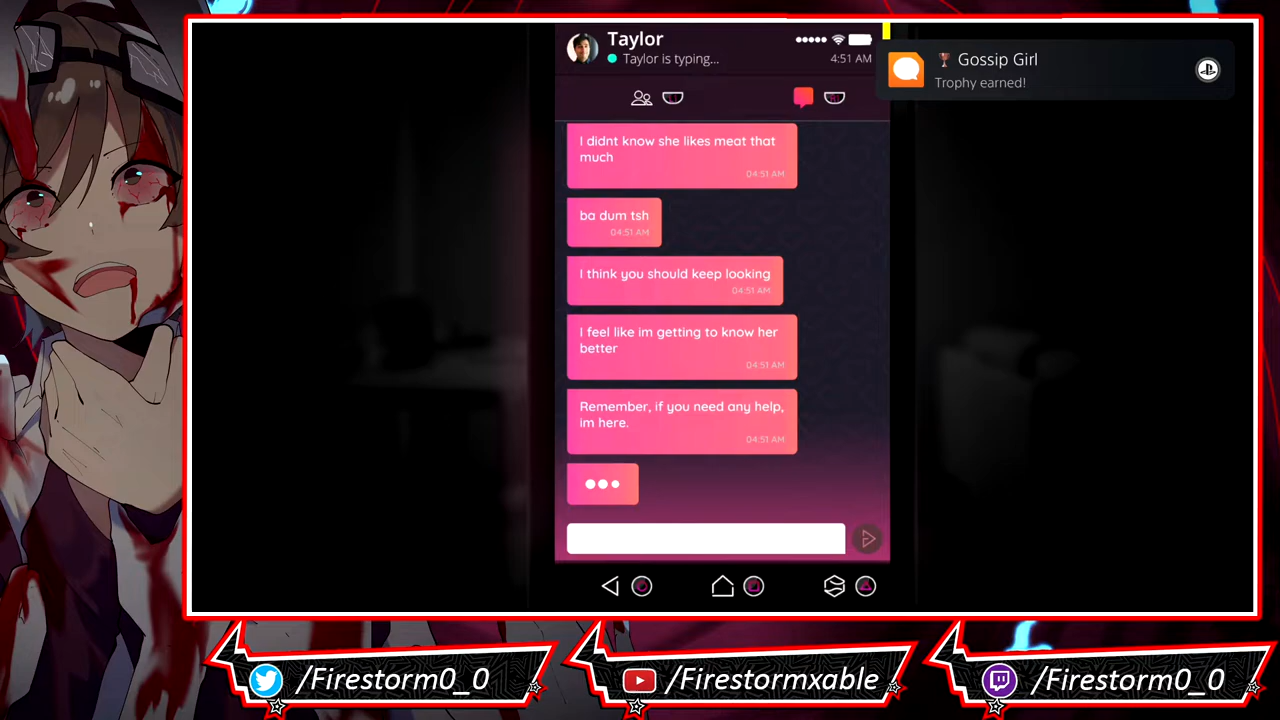 Taylor
Taylor is typing...
4:51 AM
Gossip Girl
Trophy earned!
I didnt know she likes meat that
much
04:51 AM
ba dum tsh
04:51 AM
I think you should keep looking
04:51 AM
I feel like im getting to know her
better
04:51 AM
Remember, if you need any help,
im here.
04:51 AM
/Firestorm0_0
/Firestormxable
/Firestorm0_0